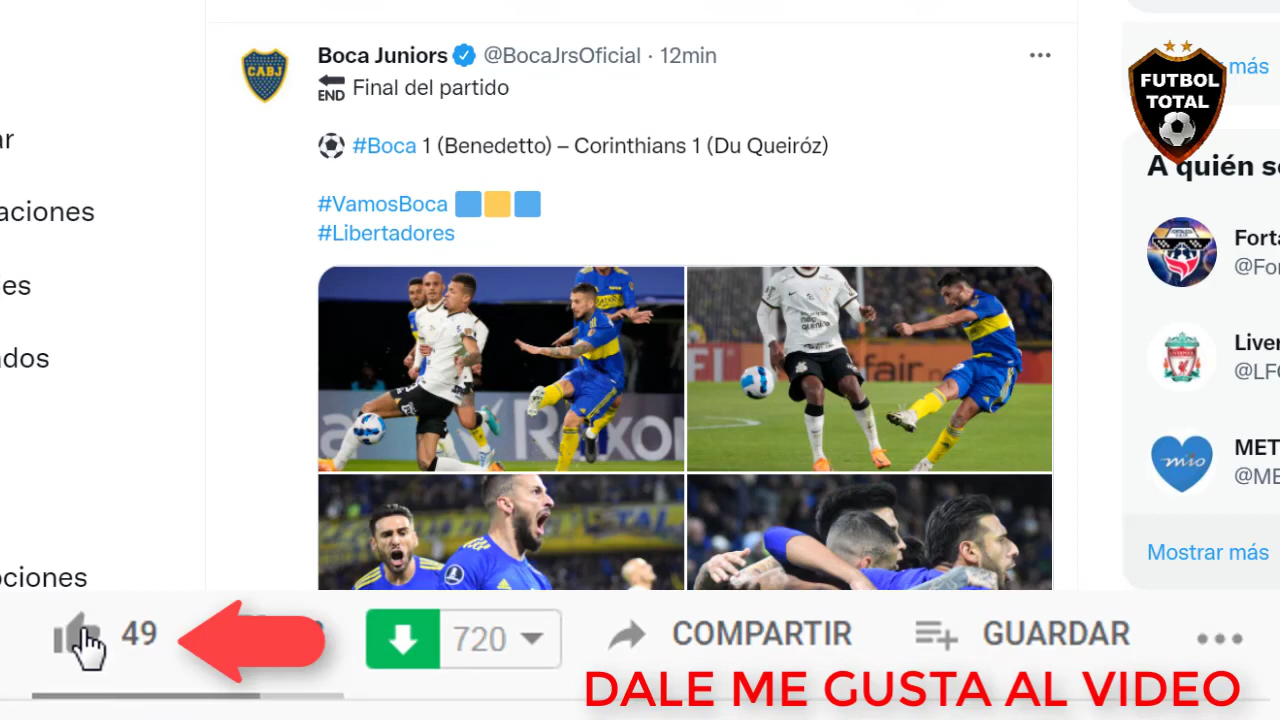 Boca Juniors @BocaJrsOficial · 12min
END Final del partido
#Boca 1 (Benedetto) – Corinthians 1 (Du Queiróz)
#VamosBoca
#Libertadores
CABJ
ar
aciones
es
ados
ociones
más
FUTBOL
TOTAL
A quién s
Forta
@For
Liver
@LFC
MET
@ME
mio
Mostrar más
49
720
COMPARTIR
GUARDAR
DALE ME GUSTA AL VIDEO